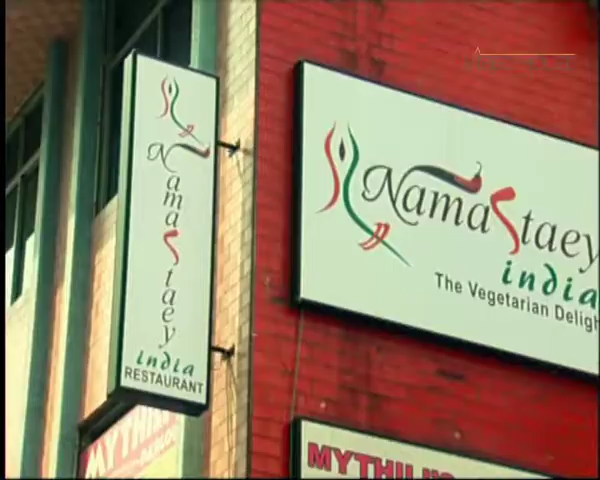 Namastaey
india
RESTAURANT
Namastaey
india
The Vegetarian Deligh
MYTHILI'S